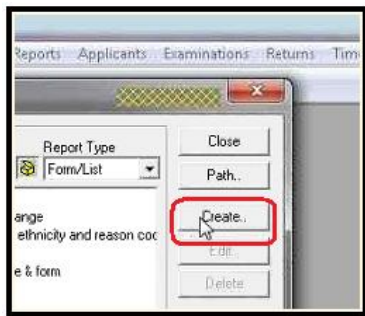 Reports Applicants Examinations Returns Tim
Report Type
Form/List
Close
Path..
Create..
Edit..
Delete
ange
ethnicity and reason coc
e & form